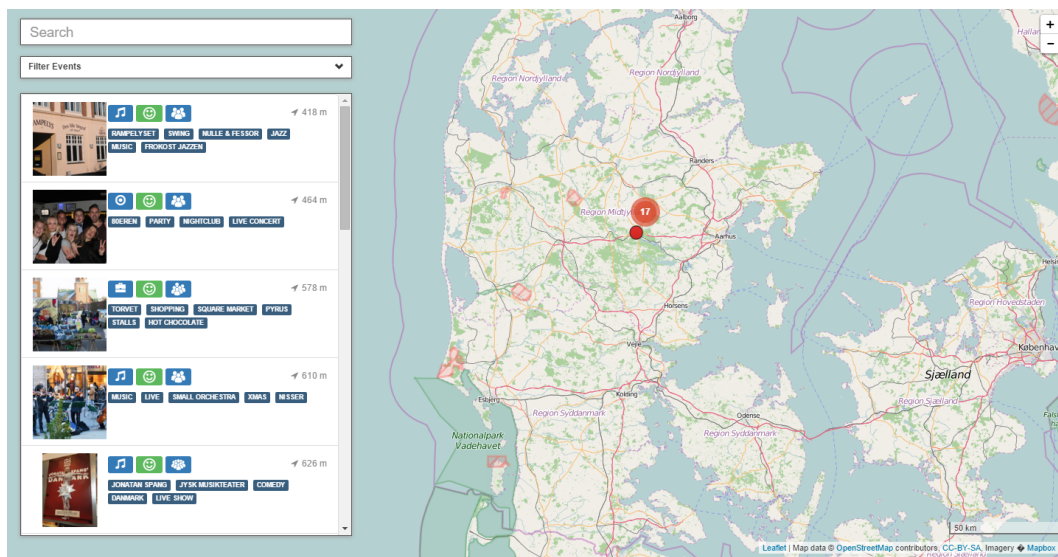 Search
Filter Events
418 m
RAMPELYSET SWING NULLE & FESSOR JAZZ
MUSIC FROKOST JAZZEN
464 m
80EREN PARTY NIGHTCLUB LIVE CONCERT
578 m
TORVET SHOPPING SQUARE MARKET PYRUS
STALLS HOT CHOCOLATE
610 m
MUSIC LIVE SMALL ORCHESTRA XMAS NISSER
626 m
JONATAN SPANG JYSK MUSIKTEATER COMEDY
DANMARK LIVE SHOW
Aalborg
+
−
Region Nordjylland
Region Nordjylland
Randers
17
Aarhus
Horsens
Region Hovedstaden
Vejle
København
Sjælland
Kolding
Esbjerg
Region Syddanmark
Odense
Region Sjælland
Region Syddanmark
Nationalpark
Vadehavet
50 km
Leaflet | Map data © OpenStreetMap contributors, CC-BY-SA, Imagery � Mapbox